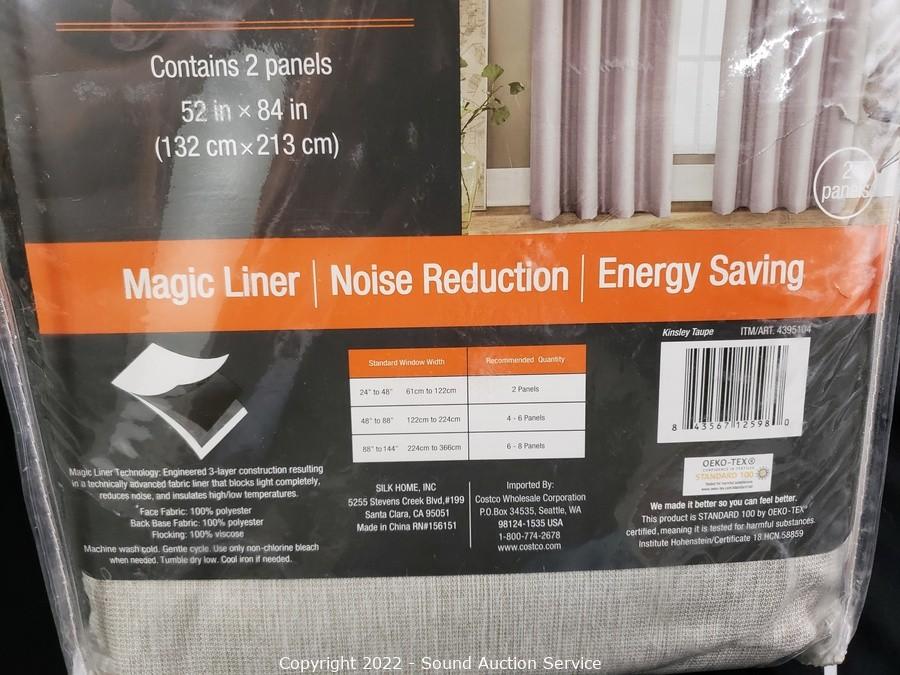 Contains 2 panels
52 in × 84 in
(132 cm × 213 cm)
2
panels
Magic Liner | Noise Reduction | Energy Saving
Kinsley Taupe ITM/ART. 4395104
Standard Window Width Recommended Quantity
24" to 48" 61cm to 122cm 2 Panels
48" to 88" 122cm to 224cm 4 - 6 Panels
88" to 144" 224cm to 366cm 6 - 8 Panels
8 43567 12598 0
OEKO-TEX®
CONFIDENCE IN TEXTILES
STANDARD 100
Magic Liner Technology: Engineered 3-layer construction resulting
in a technically advanced fabric liner that blocks light completely,
reduces noise, and insulates high/low temperatures.
Face Fabric: 100% polyester
Back Base Fabric: 100% polyester
Flocking: 100% viscose
Machine wash cold. Gentle cycle. Use only non-chlorine bleach
when needed. Tumble dry low. Cool iron if needed.
SILK HOME, INC
5255 Stevens Creek Blvd,#199
Santa Clara, CA 95051
Made in China RN#156151
Imported By:
Costco Wholesale Corporation
P.O.Box 34535, Seattle, WA
98124-1535 USA
1-800-774-2678
www.costco.com
We made it better so you can feel better.
This product is STANDARD 100 by OEKO-TEX®
certified, meaning it is tested for harmful substances.
Institute Hohenstein/Certificate 18.HCN.58859
Copyright 2022 - Sound Auction Service